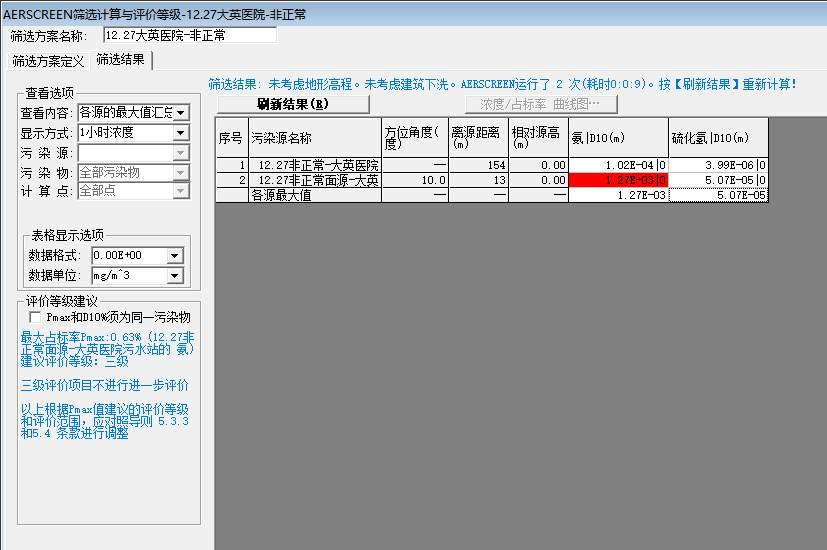 AERSCREEN筛选计算与评价等级-12.27大英医院-非正常
筛选方案名称: 12.27大英医院-非正常
筛选方案定义 筛选结果
筛选结果: 未考虑地形高程。未考虑建筑下洗。AERSCREEN运行了 2 次(耗时0:0:9)。按【刷新结果】重新计算!
刷新结果(R) 浓度/占标率 曲线图…
查看选项
查看内容: 各源的最大值汇总
显示方式: 1小时浓度
污 染 源:
污 染 物: 全部污染物
计 算 点: 全部点
表格显示选项
数据格式: 0.00E+00
数据单位: mg/m^3
评价等级建议
Pmax和D10%须为同一污染物
最大占标率Pmax:0.63% (12.27非
正常面源-大英医院污水站的 氨)
建议评价等级: 三级
三级评价项目不进行进一步评价
以上根据Pmax值建议的评价等级
和评价范围, 应对照导则 5.3.3
和5.4 条款进行调整
序号 污染源名称 方位角度(度) 离源距离(m) 相对源高(m) 氨|D10(m) 硫化氢|D10(m)
1 12.27非正常-大英医院 — 154 0.00 1.02E-04|0 3.99E-06|0
2 12.27非正常面源-大英 10.0 13 0.00 1.27E-03|0 5.07E-05|0
各源最大值 — — — 1.27E-03 5.07E-05